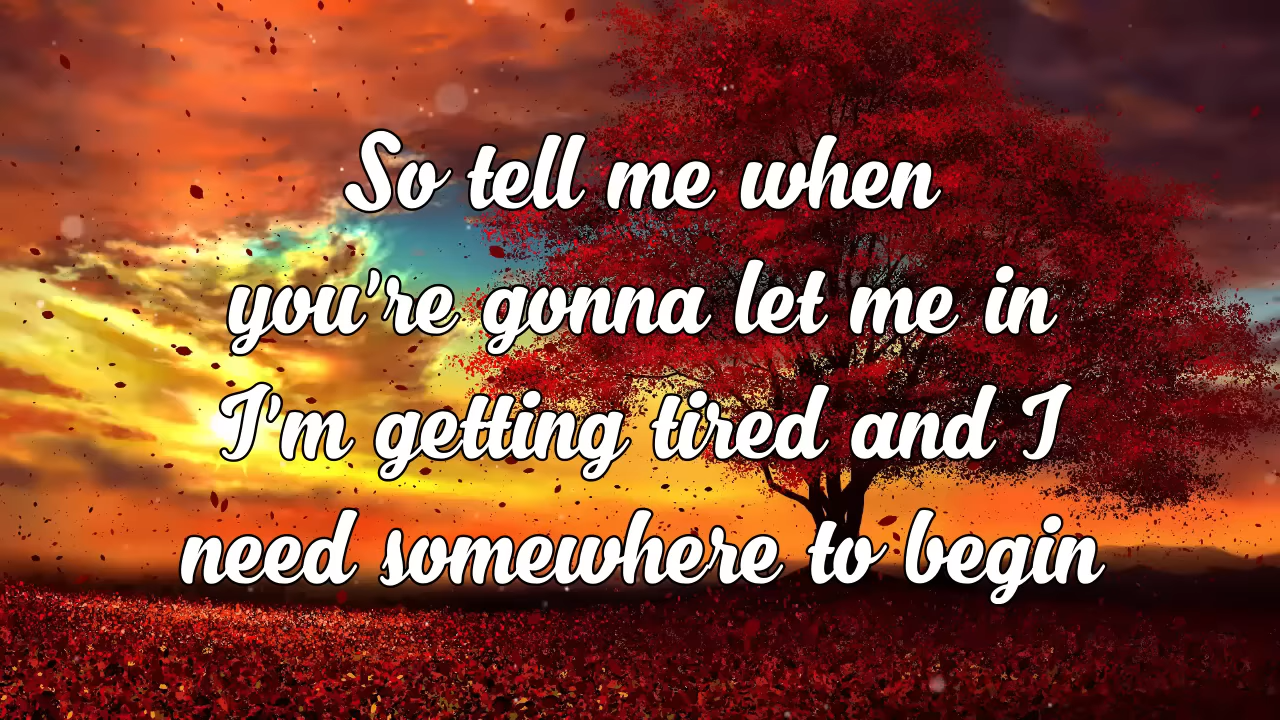 So tell me when
you're gonna let me in
I'm getting tired and I
need somewhere to begin